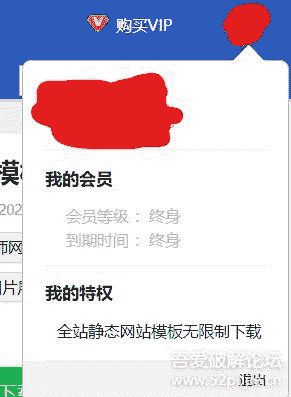 购买VIP
我的会员
会员等级： 终身
到期时间： 终身
我的特权
全站静态网站模板无限制下载
退出
吾爱破解论坛
www.52pojie.cn